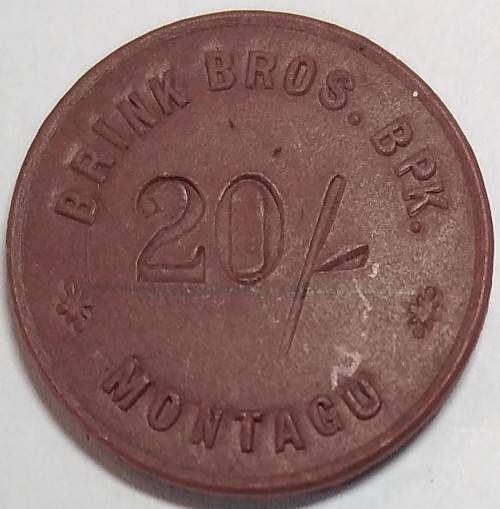 BRINK BROS. BPK.
20/-
MONTAGU